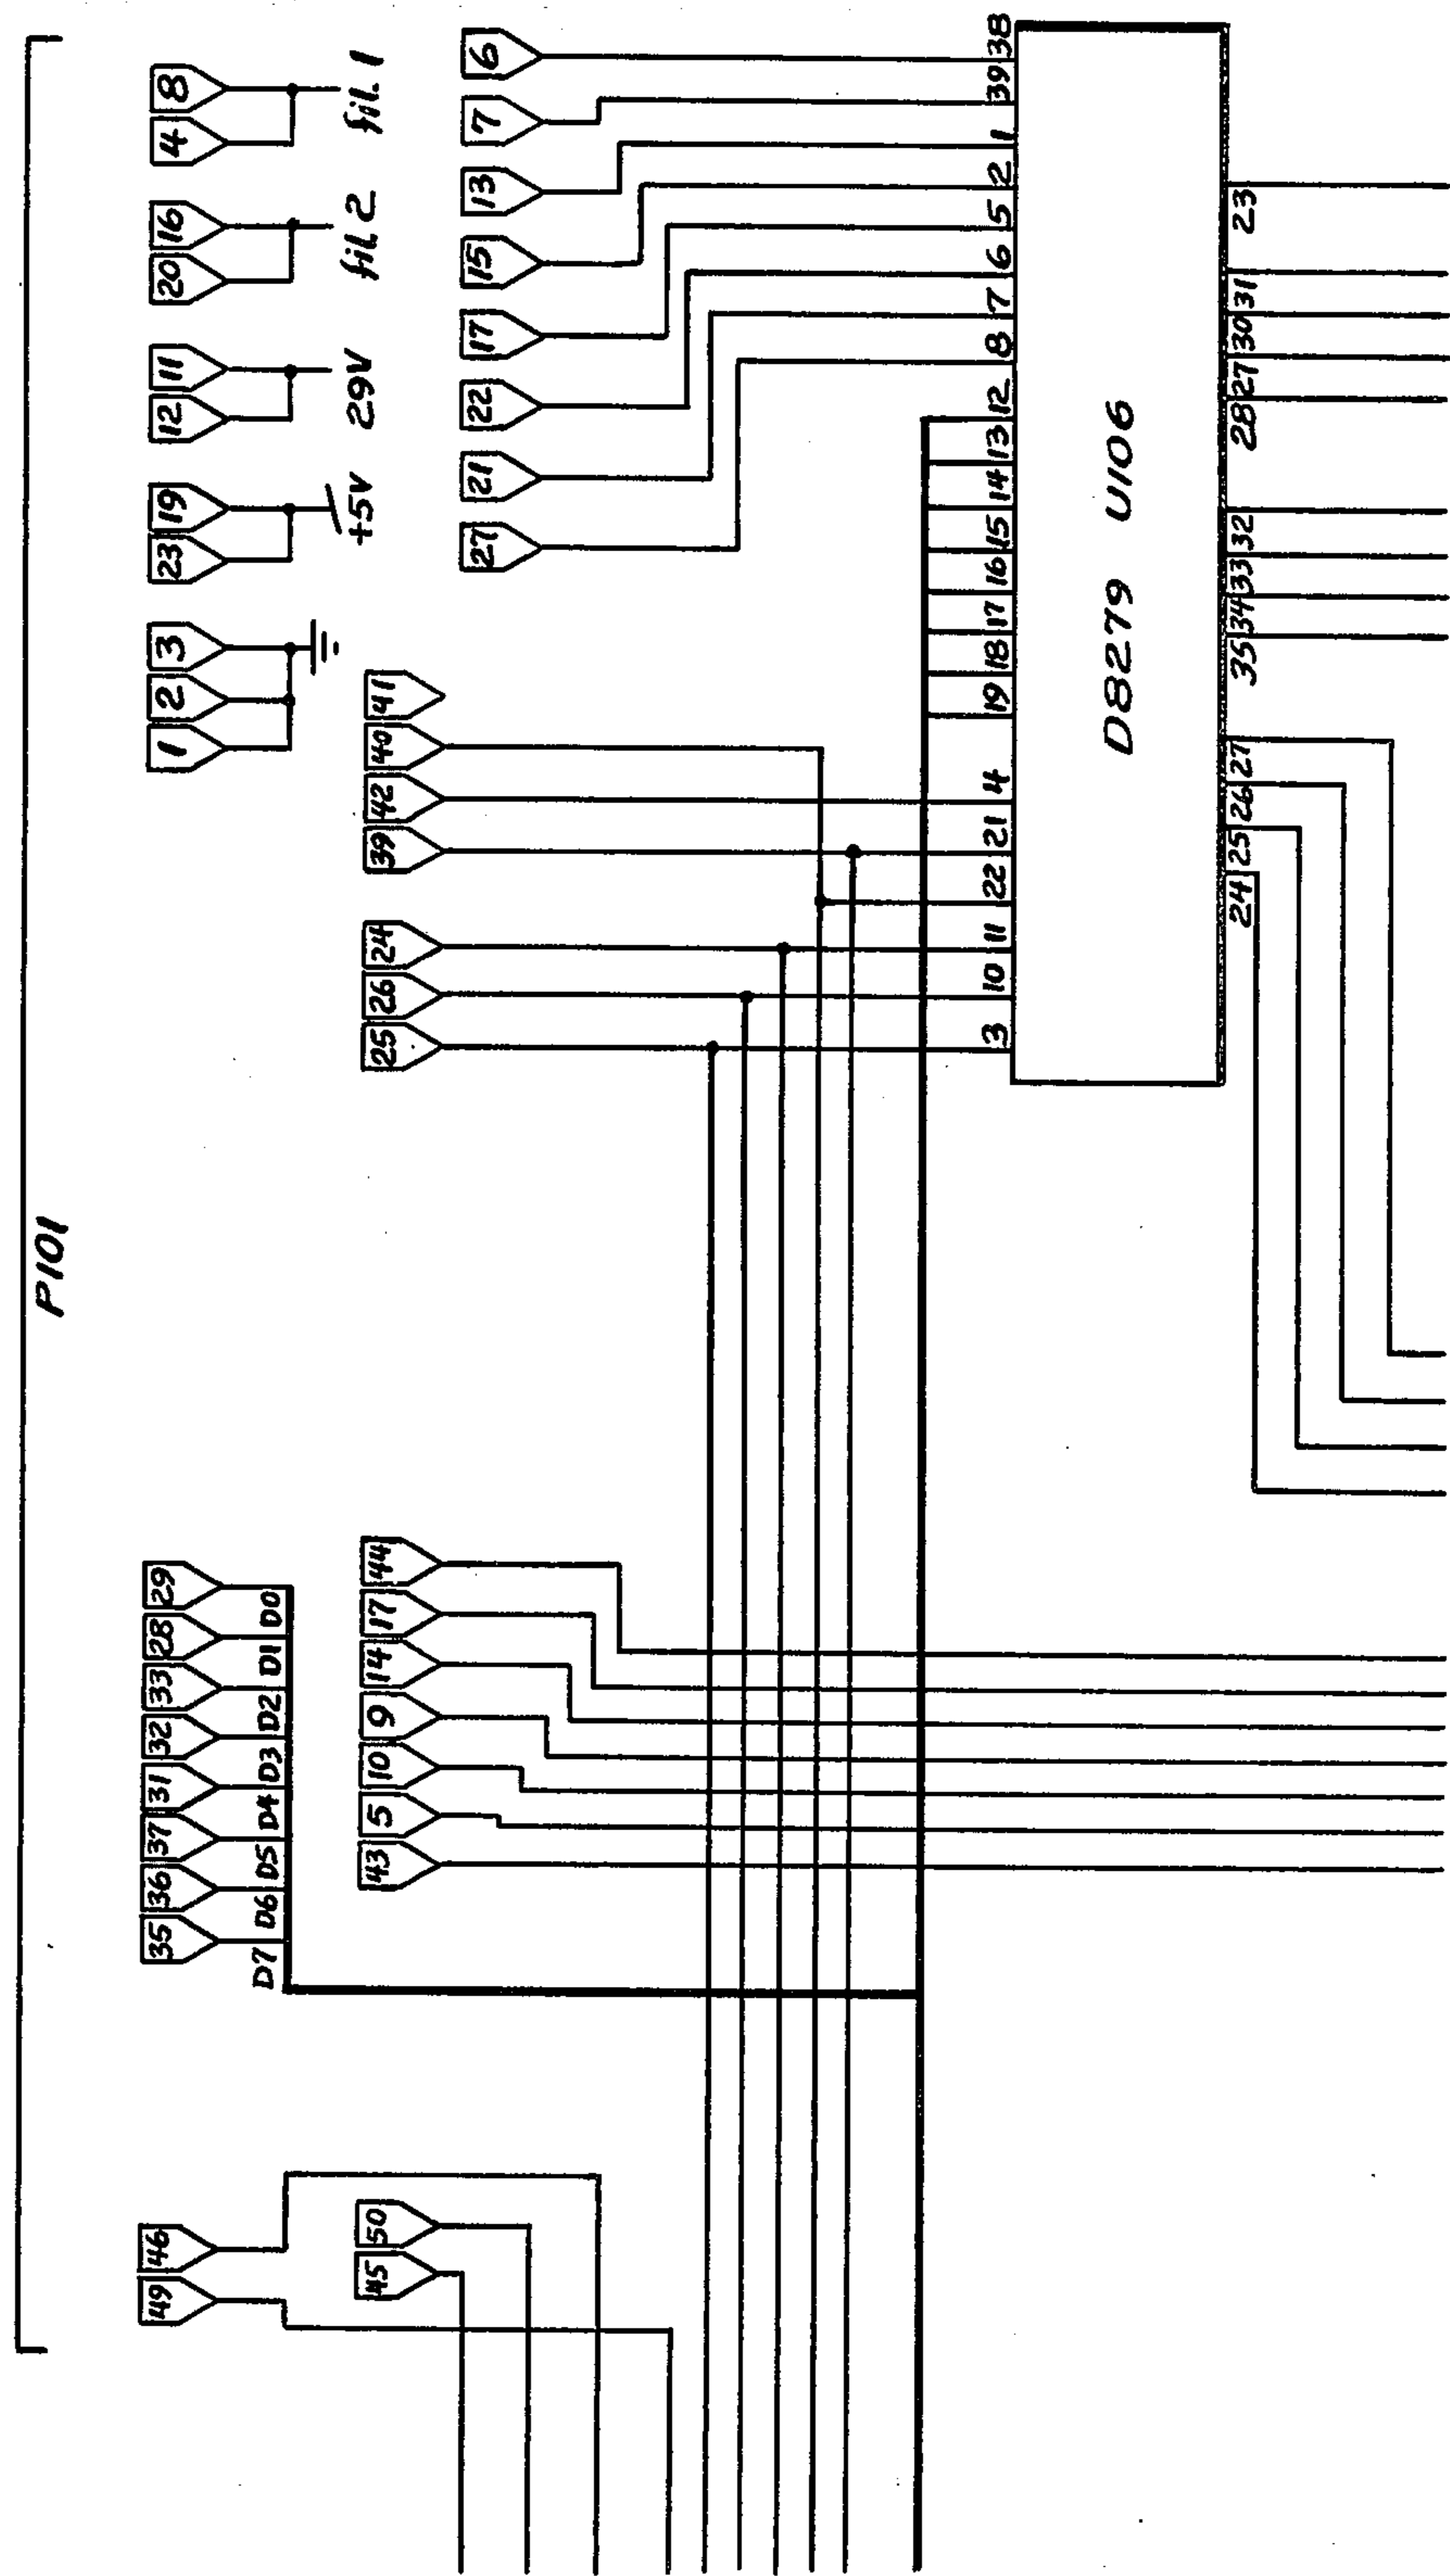 P101
49 46
35 36 37 31 32 33 28 29
D7 D6 D5 D4 D3 D2 D1 D0
1 2 3
23 19
+5V
12 11
29V
20 16
fil. 2
4 8
fil. 1
45 50
43 5 10 9 14 17 44
25 26 24 39 42 40 41
27 21 22 17 15 13 7 6
3 10 11 22 21 4 19 18 17 16 15 14 13 12 8 7 6 5 2 1 39 38
D8279 U106
24 25 26 27 35 34 33 32 28 27 30 31 23